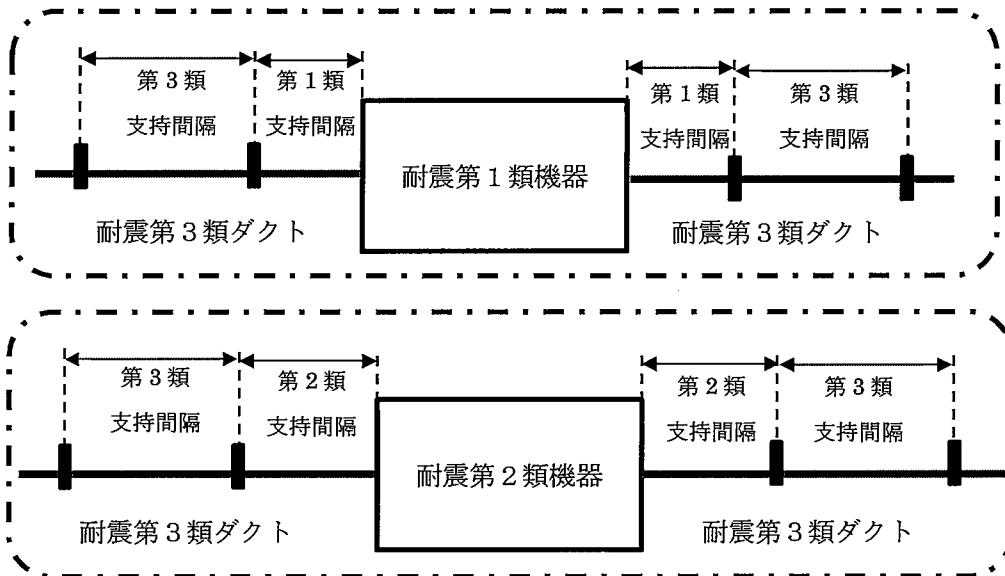 第3類
支持間隔
第1類
支持間隔
第1類
支持間隔
第3類
支持間隔
耐震第1類機器
耐震第3類ダクト
耐震第3類ダクト
第3類
支持間隔
第2類
支持間隔
第2類
支持間隔
第3類
支持間隔
耐震第2類機器
耐震第3類ダクト
耐震第3類ダクト